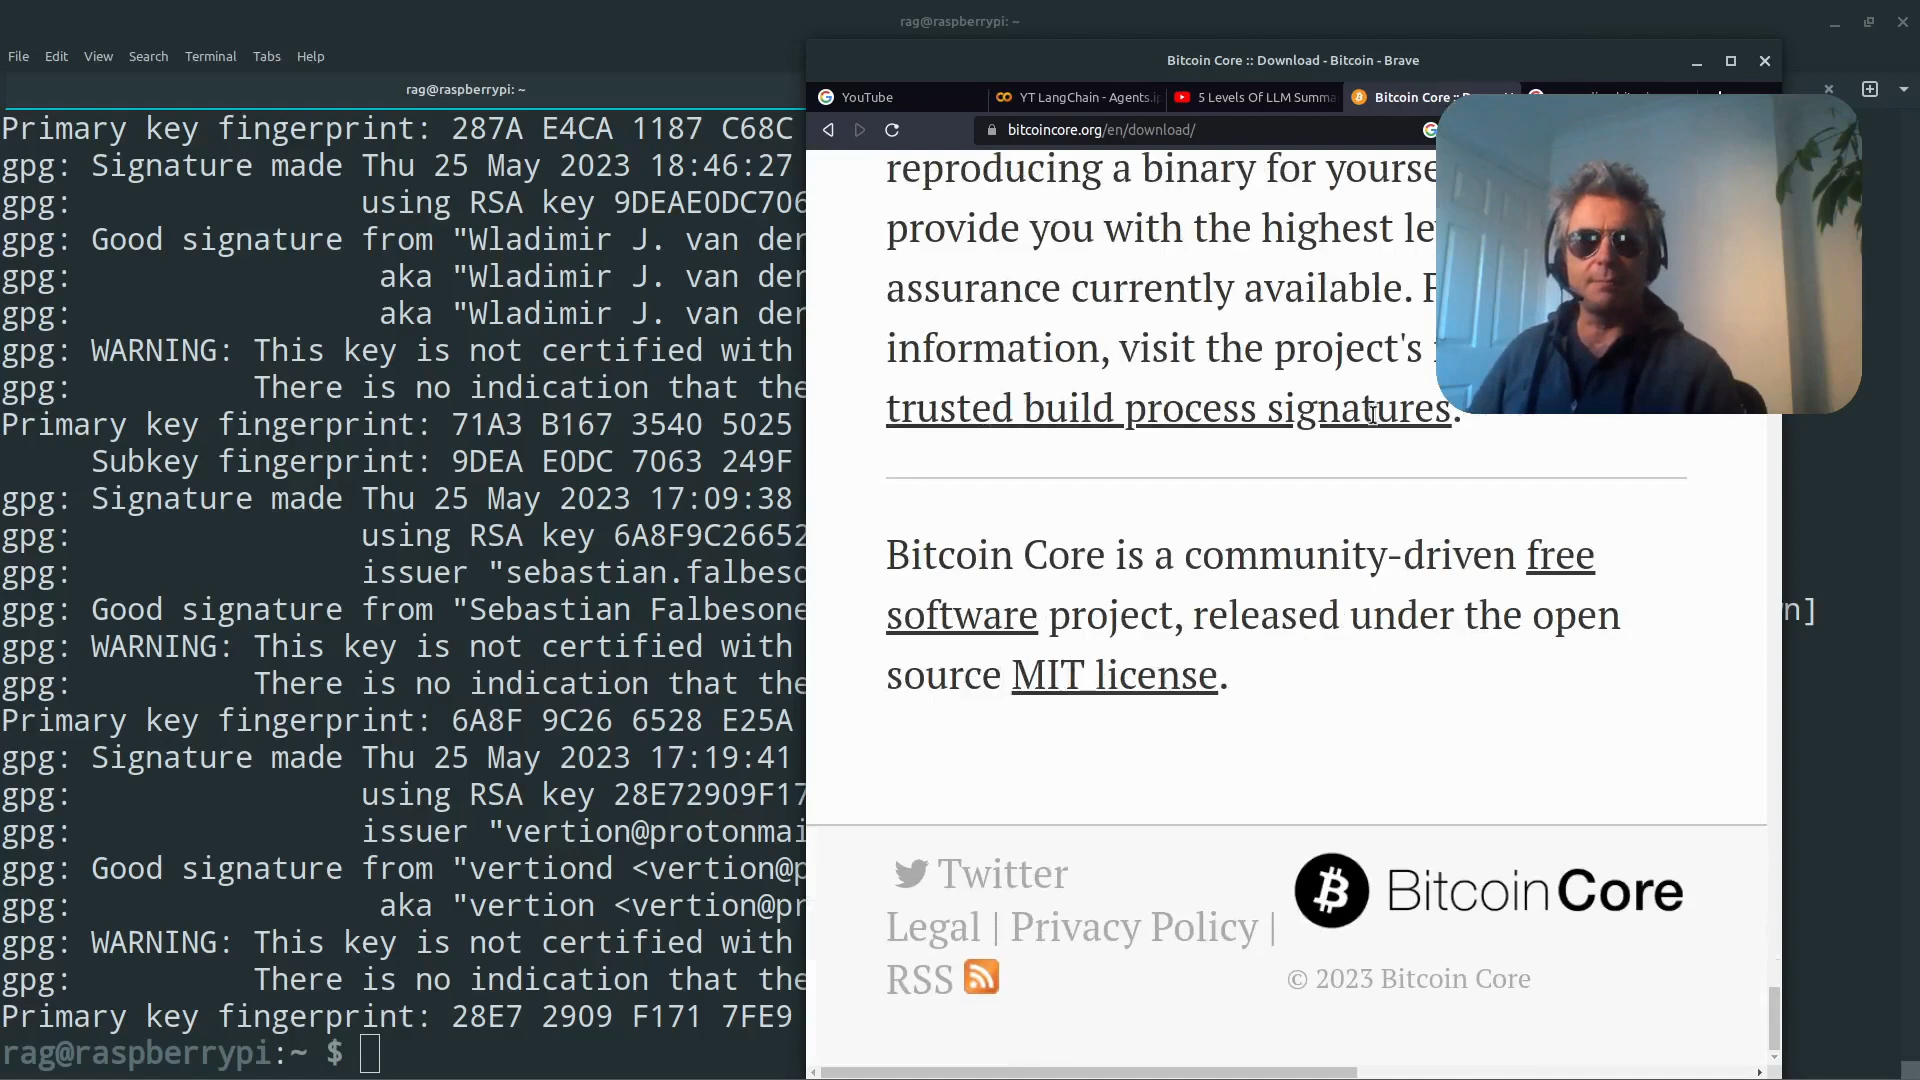 rag@raspberrypi: ~
File Edit View Search Terminal Tabs Help
rag@raspberrypi: ~
Primary key fingerprint: 287A E4CA 1187 C68C
gpg: Signature made Thu 25 May 2023 18:46:27
gpg: using RSA key 9DEAE0DC706
gpg: Good signature from "Wladimir J. van der
gpg: aka "Wladimir J. van der
gpg: aka "Wladimir J. van der
gpg: WARNING: This key is not certified with
gpg: There is no indication that the
Primary key fingerprint: 71A3 B167 3540 5025
Subkey fingerprint: 9DEA E0DC 7063 249F
gpg: Signature made Thu 25 May 2023 17:09:38
gpg: using RSA key 6A8F9C26652
gpg: issuer "sebastian.falbeso
gpg: Good signature from "Sebastian Falbesone
gpg: WARNING: This key is not certified with
gpg: There is no indication that the
Primary key fingerprint: 6A8F 9C26 6528 E25A
gpg: Signature made Thu 25 May 2023 17:19:41
gpg: using RSA key 28E72909F17
gpg: issuer "vertion@protonmai
gpg: Good signature from "vertiond <vertion@p
gpg: aka "vertion <vertion@pr
gpg: WARNING: This key is not certified with
gpg: There is no indication that the
Primary key fingerprint: 28E7 2909 F171 7FE9
rag@raspberrypi:~ $
Bitcoin Core :: Download - Bitcoin - Brave
YouTube
YT LangChain - Agents.i
5 Levels Of LLM Summa
Bitcoin Core ::
bitcoincore.org/en/download/
reproducing a binary for yourse
provide you with the highest le
assurance currently available. F
information, visit the project's
trusted build process signatures.
Bitcoin Core is a community-driven free
software project, released under the open
source MIT license.
Twitter
Legal | Privacy Policy |
RSS
Bitcoin Core
© 2023 Bitcoin Core
n]